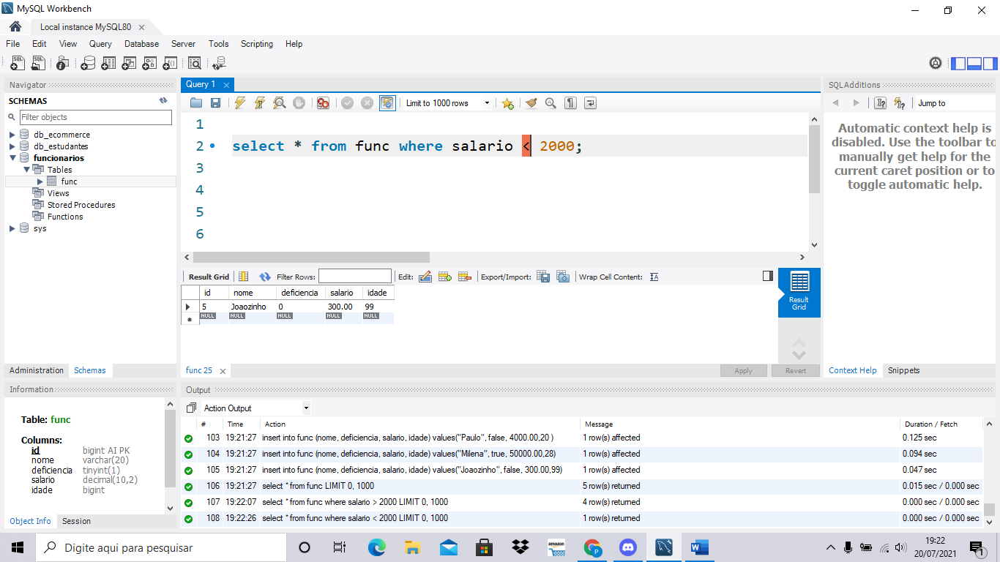 MySQL Workbench
Local instance MySQL80
File Edit View Query Database Server Tools Scripting Help
Navigator
SCHEMAS
Filter objects
db_ecommerce
db_estudantes
funcionarios
Tables
func
Views
Stored Procedures
Functions
sys
Administration Schemas
Information
Table: func
Columns:
id bigint AI PK
nome varchar(20)
deficiencia tinyint(1)
salario decimal(10,2)
idade bigint
Object Info Session
Query 1
Limit to 1000 rows
1
2 select * from func where salario < 2000;
3
4
5
6
Result Grid Filter Rows: Edit: Export/Import: Wrap Cell Content:
id nome deficiencia salario idade
5 Joaozinho 0 300.00 99
NULL NULL NULL NULL NULL
Result
Grid
func 25
Apply Revert
SQLAdditions
Jump to
Automatic context help is
disabled. Use the toolbar to
manually get help for the
current caret position or to
toggle automatic help.
Context Help Snippets
Output
Action Output
# Time Action Message Duration / Fetch
103 19:21:27 insert into func (nome, deficiencia, salario, idade) values("Paulo", false, 4000.00,20 ) 1 row(s) affected 0.125 sec
104 19:21:27 insert into func (nome, deficiencia, salario, idade) values("Milena", true, 50000.00,28) 1 row(s) affected 0.094 sec
105 19:21:27 insert into func (nome, deficiencia, salario, idade) values("Joaozinho", false, 300.00,99) 1 row(s) affected 0.047 sec
106 19:21:27 select * from func LIMIT 0, 1000 5 row(s) returned 0.015 sec / 0.000 sec
107 19:22:07 select * from func where salario > 2000 LIMIT 0, 1000 4 row(s) returned 0.000 sec / 0.000 sec
108 19:22:26 select * from func where salario < 2000 LIMIT 0, 1000 1 row(s) returned 0.000 sec / 0.000 sec
Digite aqui para pesquisar
19:22
20/07/2021